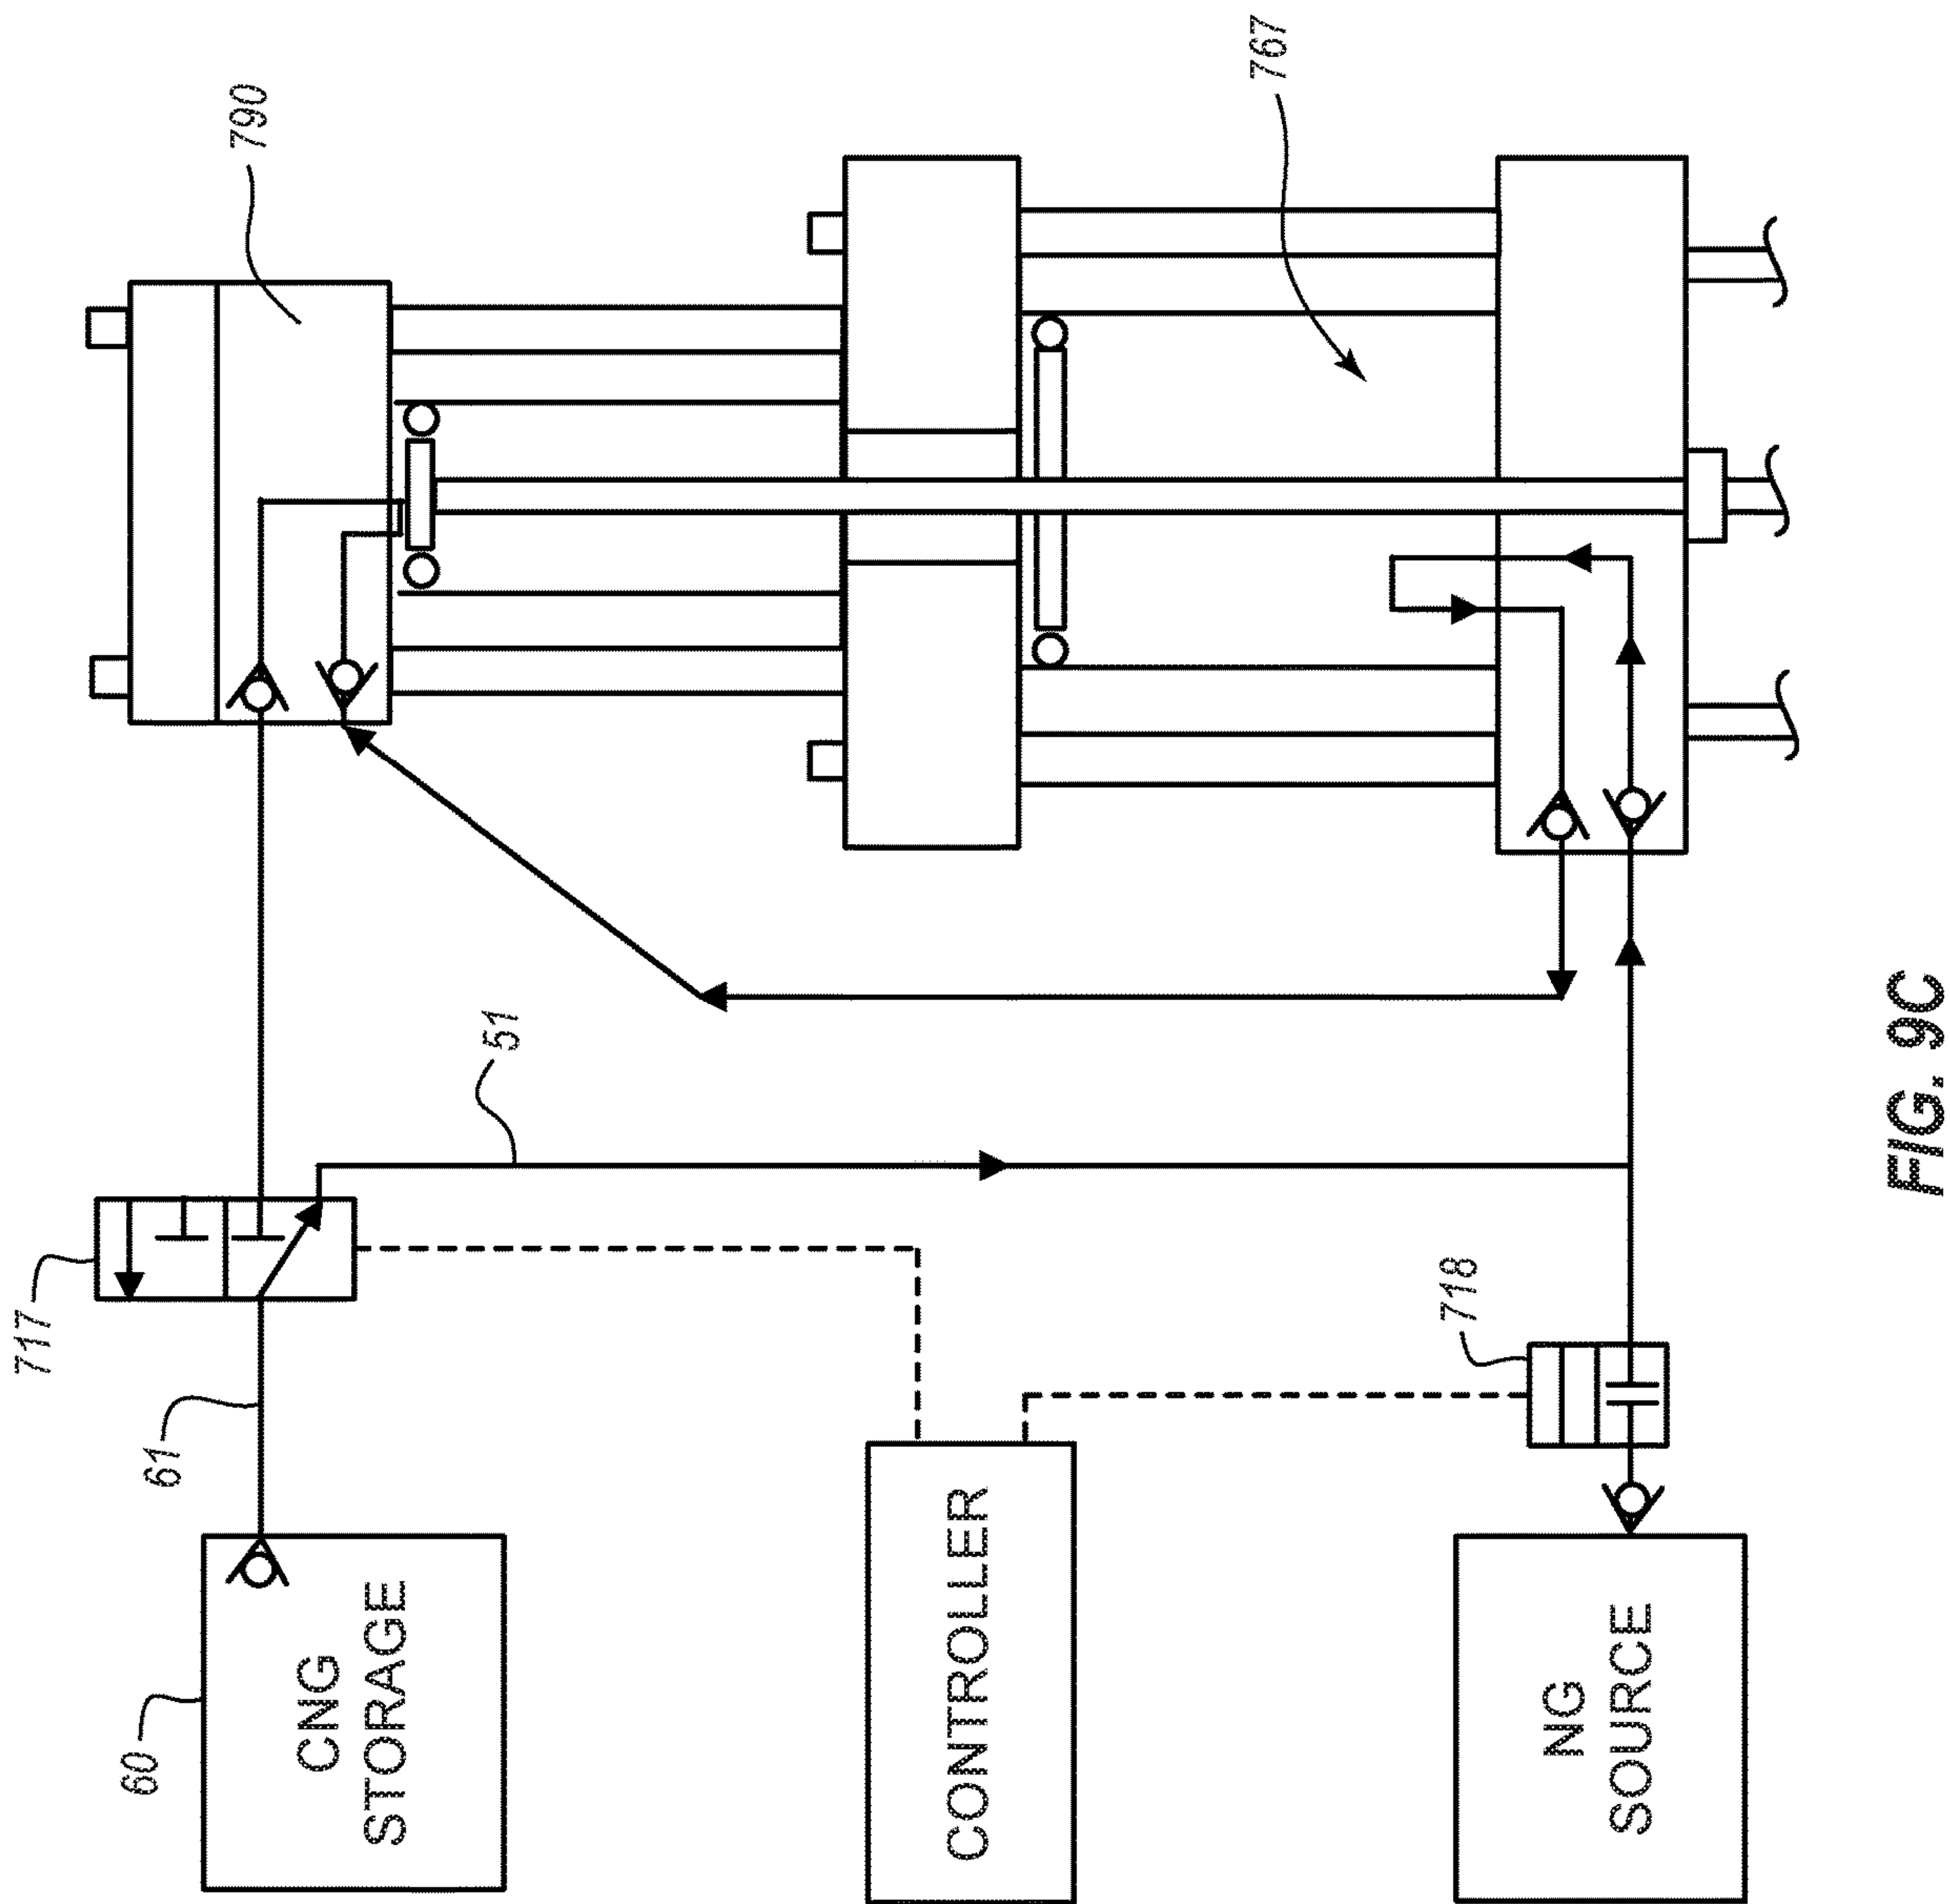 717
61
60
CNG
STORAGE
51
790
767
CONTROLLER
718
NG
SOURCE
FIG. 9C